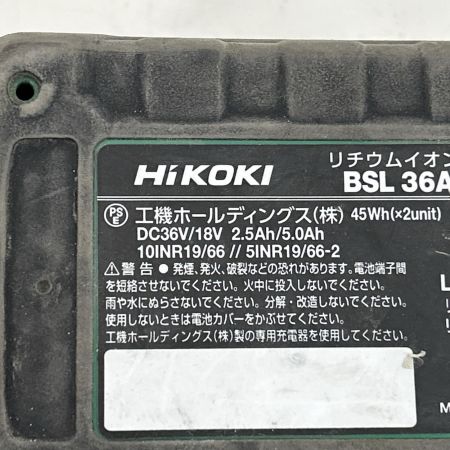 HiKOKI
リチウムイオン
BSL 36A
PS E 工機ホールディングス(株) 45Wh(×2unit)
DC36V/18V 2.5Ah/5.0Ah
10INR19/66 // 5INR19/66-2
⚠警告 ● 発煙、発火、破裂などの恐れがあります。電池端子間
を短絡させないでください。火中に投入しないでください。
雨や水にぬらさないでください。分解・改造しないでください。
使用しないときは電池カバーをかぶせてください。
工機ホールディングス(株)製の専用充電器を使用してください。
L
M